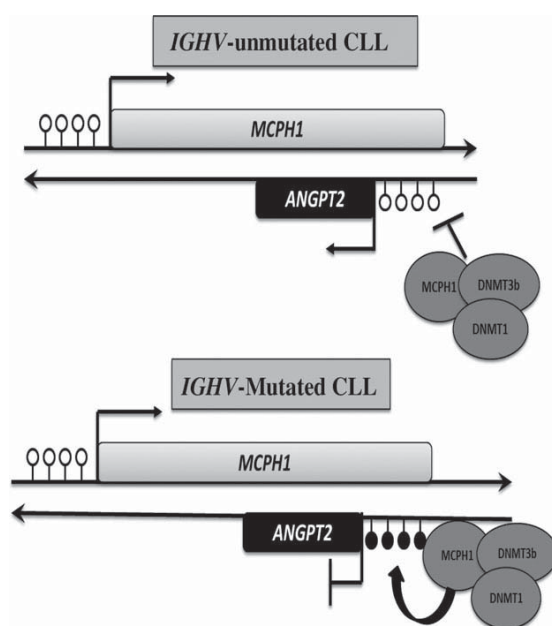 IGHV-unmutated CLL
MCPH1
ANGPT2
MCPH1
DNMT3b
DNMT1
IGHV-Mutated CLL
MCPH1
ANGPT2
MCPH1
DNMT3b
DNMT1